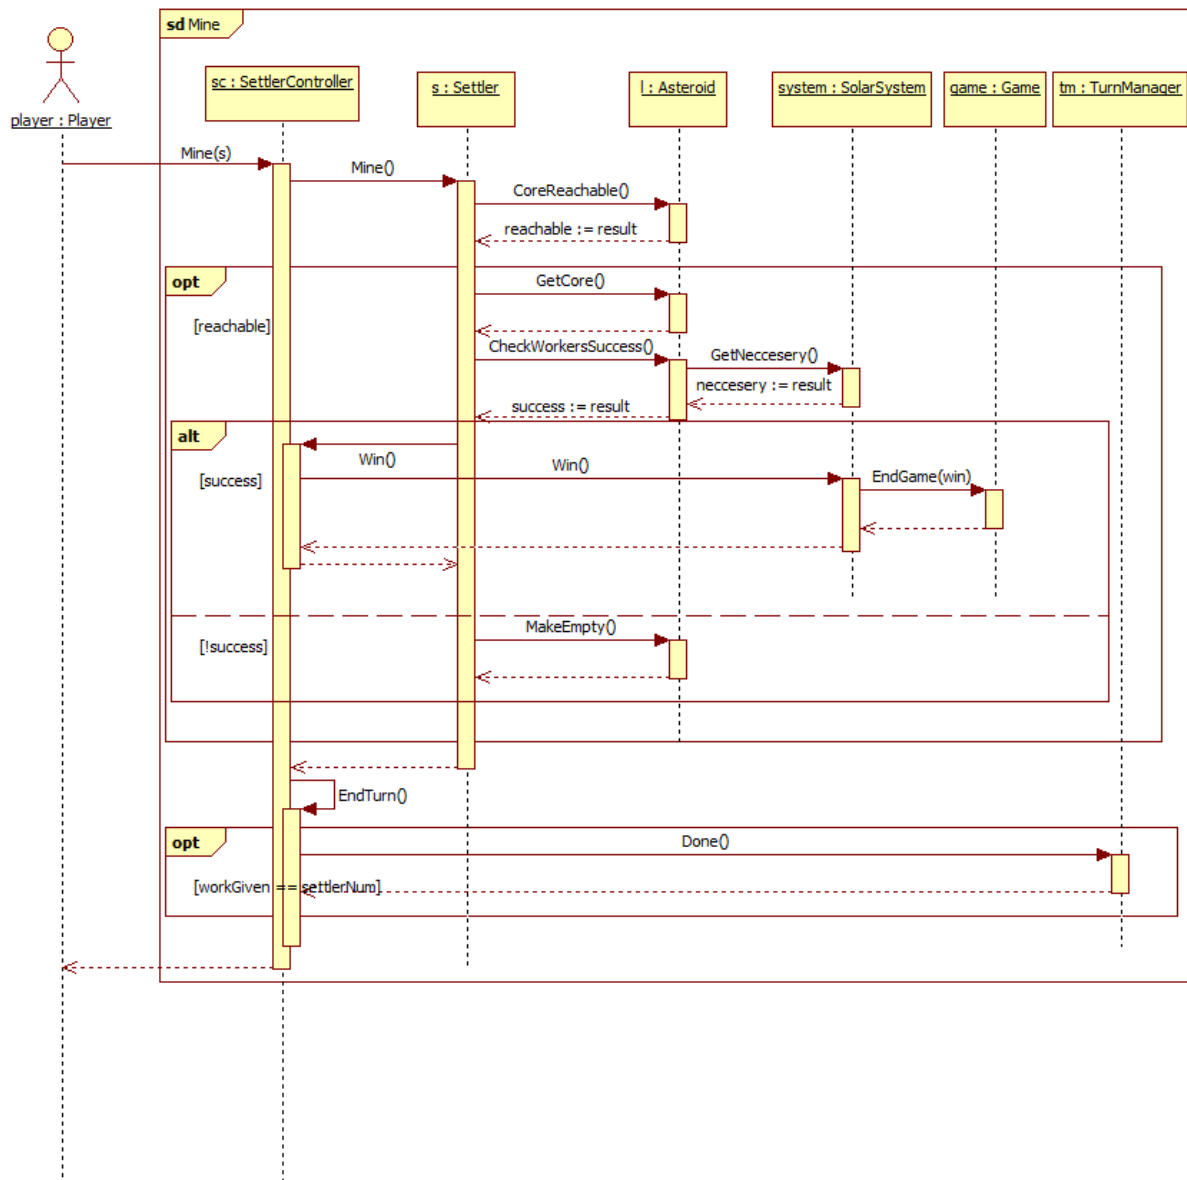 sd Mine
player : Player
sc : SettlerController
s : Settler
l : Asteroid
system : SolarSystem
game : Game
tm : TurnManager
Mine(s)
Mine()
CoreReachable()
reachable := result
opt
[reachable]
GetCore()
CheckWorkersSuccess()
GetNeccesery()
neccesery := result
success := result
alt
[success]
Win()
Win()
EndGame(win)
[!success]
MakeEmpty()
EndTurn()
opt
[workGiven == settlerNum]
Done()